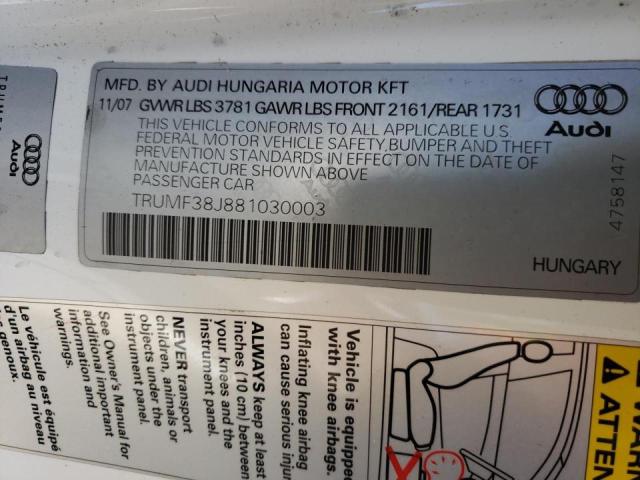 MFD. BY AUDI HUNGARIA MOTOR KFT
11/07 GVWR LBS 3781 GAWR LBS FRONT 2161/REAR 1731
THIS VEHICLE CONFORMS TO ALL APPLICABLE U.S.
FEDERAL MOTOR VEHICLE SAFETY,BUMPER AND THEFT
PREVENTION STANDARDS IN EFFECT ON THE DATE OF
MANUFACTURE SHOWN ABOVE
PASSENGER CAR
TRUMF38J881030003
Audi
4758147
HUNGARY
Audi
Vehicle is equipped
with knee airbags.
Inflating knee airbag
can cause serious injur
ALWAYS keep at least
inches (10 cm) between
your knees and the
instrument panel.
NEVER transport
children, animals or
objects under the
instrument panel.
See Owner's Manual for
additional important
information and
warnings.
Le véhicule est équipé
d'un airbag au niveau
genoux.